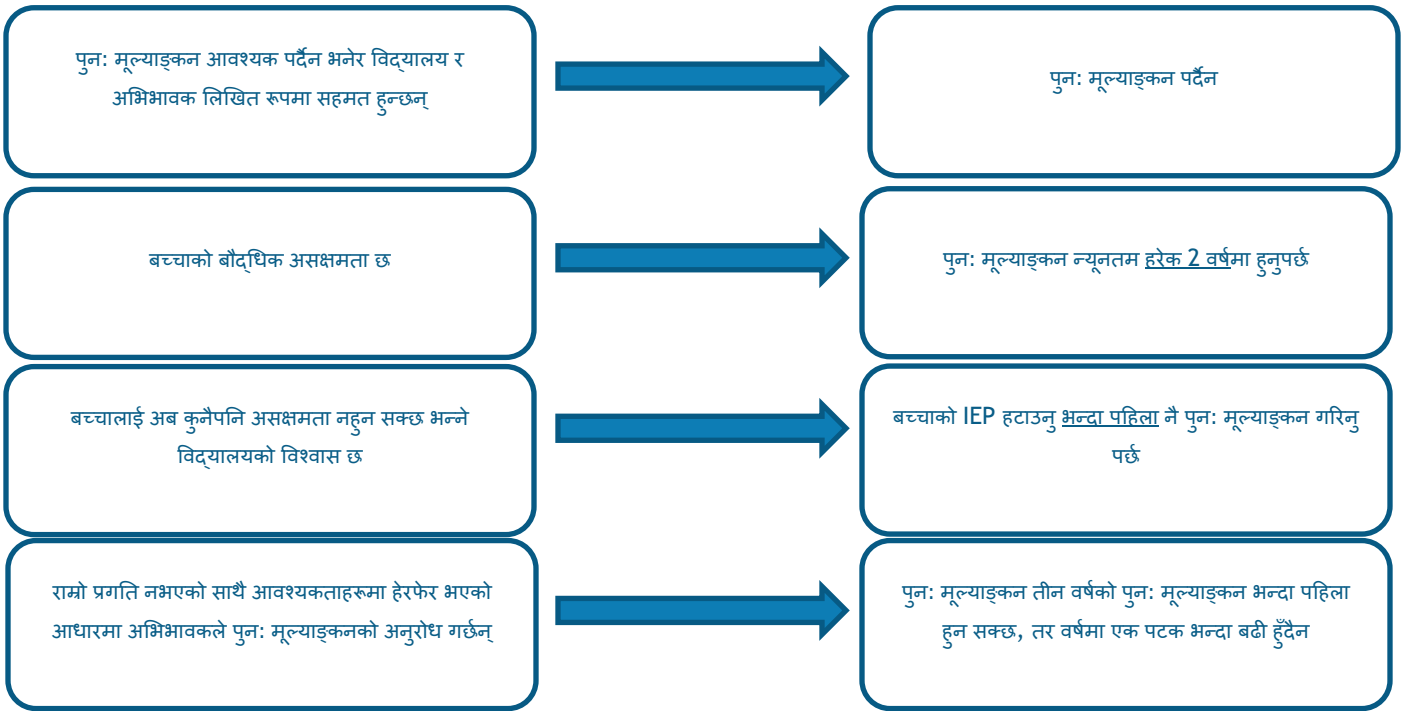 पुन: मूल्याङ्कन आवश्यक पर्दैन भनेर विद्यालय र
अभिभावक लिखित रूपमा सहमत हुन्छन्
पुन: मूल्याङ्कन पर्दैन
बच्चाको बौद्धिक असक्षमता छ
पुन: मूल्याङ्कन न्यूनतम हरेक 2 वर्षमा हुनुपर्छ
बच्चालाई अब कुनैपनि असक्षमता नहुन सक्छ भन्ने
विद्यालयको विश्वास छ
बच्चाको IEP हटाउनु भन्दा पहिला नै पुन: मूल्याङ्कन गरिनु
पर्छ
राम्रो प्रगति नभएको साथै आवश्यकताहरूमा हेरफेर भएको
आधारमा अभिभावकले पुन: मूल्याङ्कनको अनुरोध गर्छन्
पुन: मूल्याङ्कन तीन वर्षको पुन: मूल्याङ्कन भन्दा पहिला
हुन सक्छ, तर वर्षमा एक पटक भन्दा बढी हुँदैन